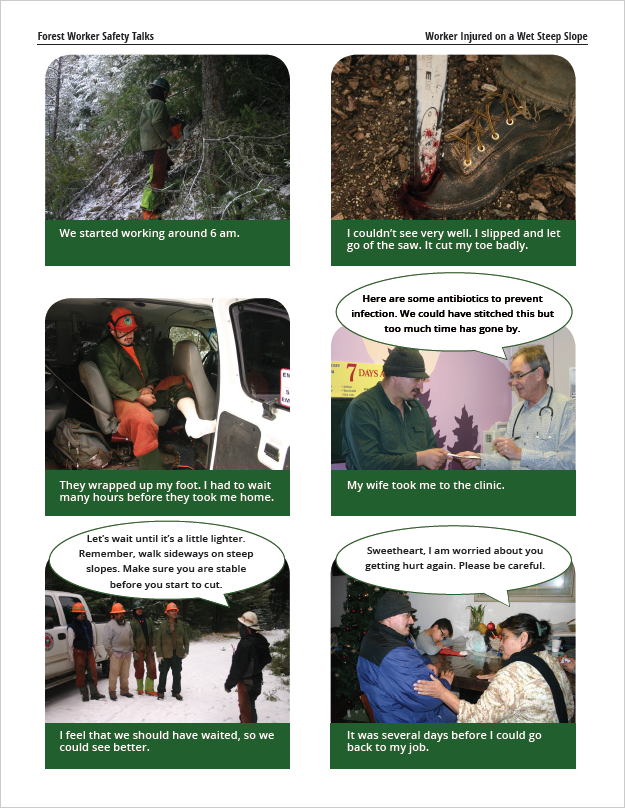 Forest Worker Safety Talks
Worker Injured on a Wet Steep Slope
We started working around 6 am.
I couldn’t see very well. I slipped and let
go of the saw. It cut my toe badly.
They wrapped up my foot. I had to wait
many hours before they took me home.
Here are some antibiotics to prevent
infection. We could have stitched this but
too much time has gone by.
7 DAYS A
My wife took me to the clinic.
Let’s wait until it’s a little lighter.
Remember, walk sideways on steep
slopes. Make sure you are stable
before you start to cut.
I feel that we should have waited, so we
could see better.
Sweetheart, I am worried about you
getting hurt again. Please be careful.
It was several days before I could go
back to my job.